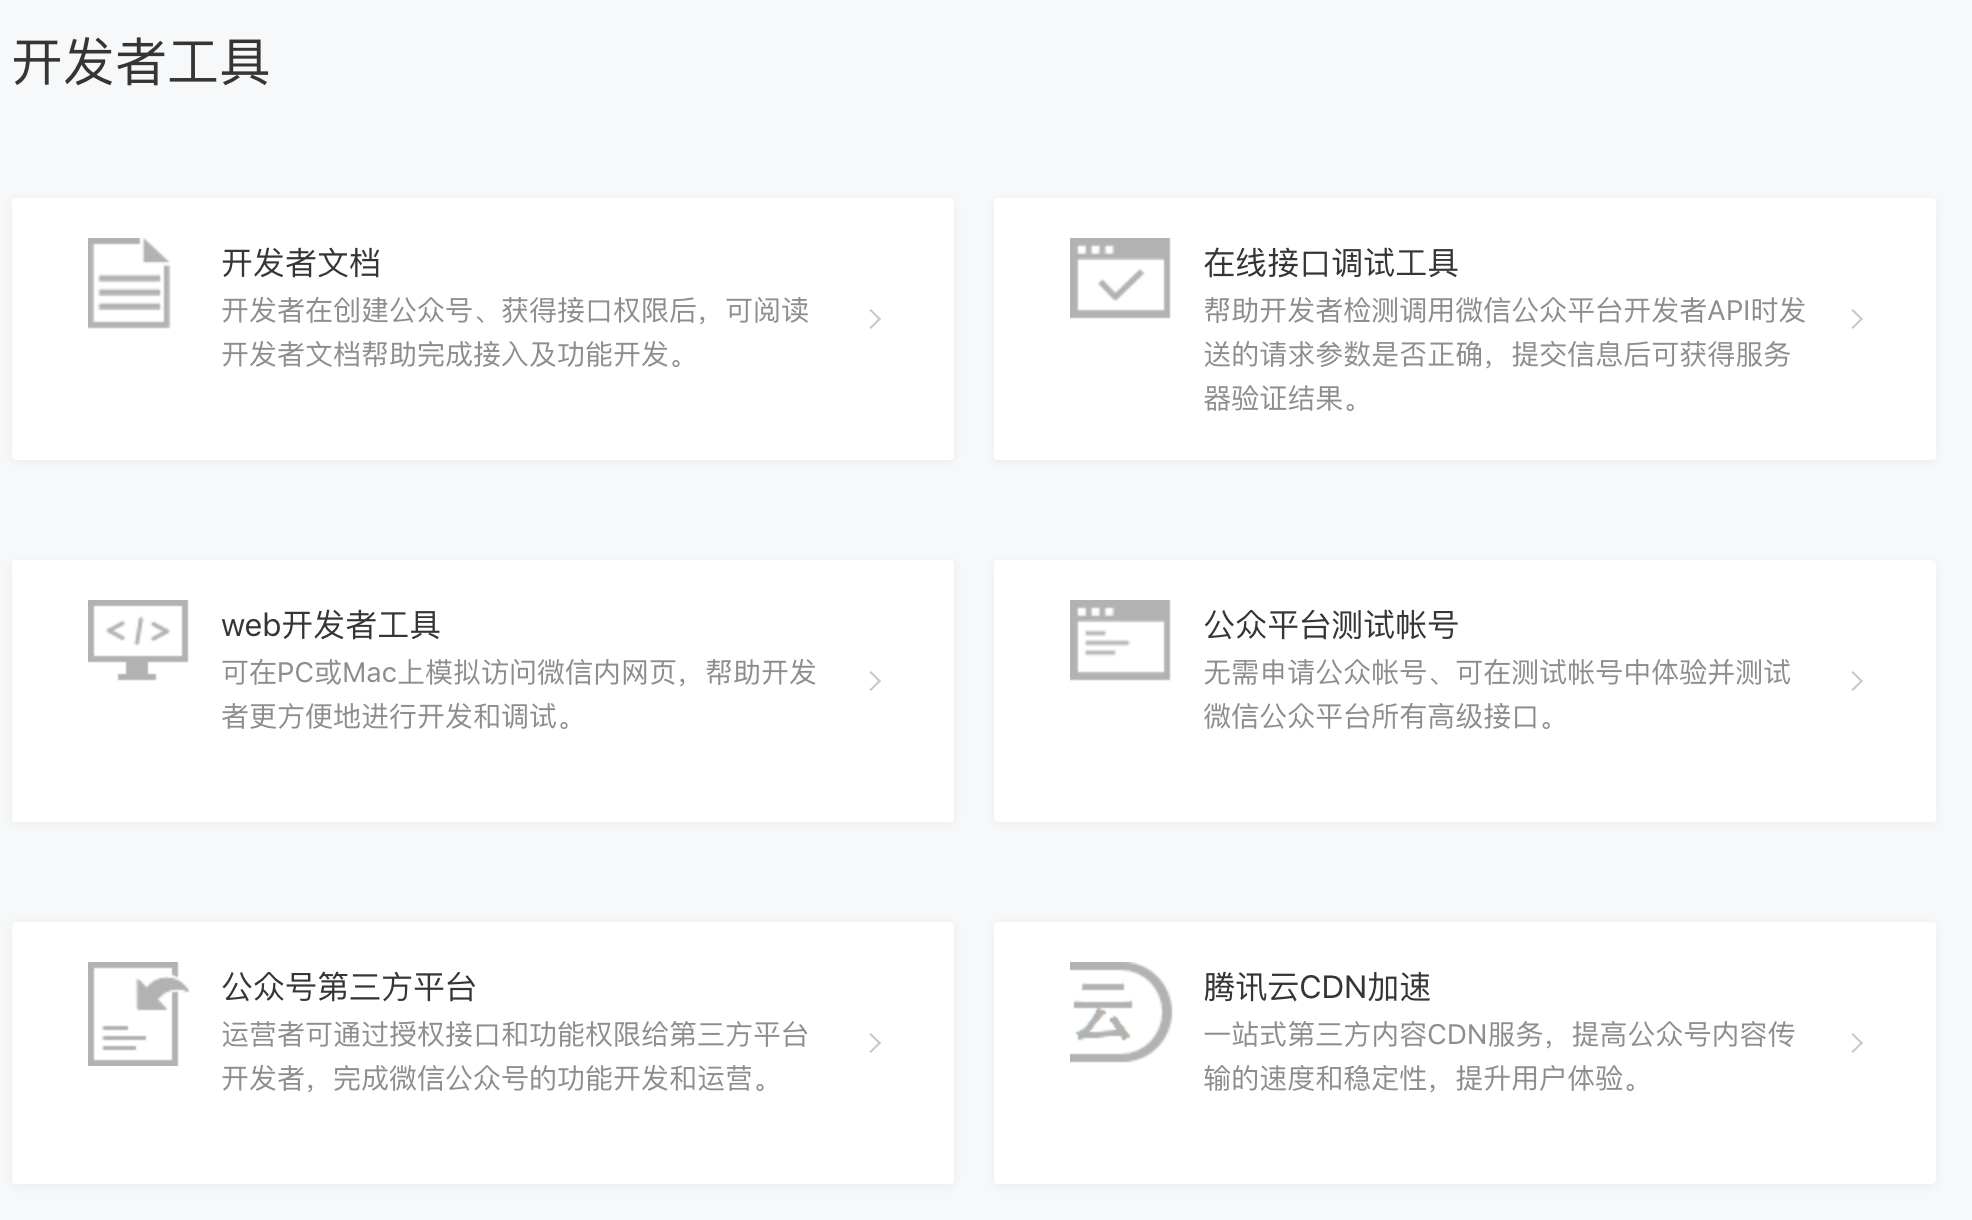 开发者工具
开发者文档
开发者在创建公众号、获得接口权限后，可阅读
开发者文档帮助完成接入及功能开发。
在线接口调试工具
帮助开发者检测调用微信公众平台开发者API时发
送的请求参数是否正确，提交信息后可获得服务
器验证结果。
web开发者工具
可在PC或Mac上模拟访问微信内网页，帮助开发
者更方便地进行开发和调试。
公众平台测试帐号
无需申请公众帐号、可在测试帐号中体验并测试
微信公众平台所有高级接口。
公众号第三方平台
运营者可通过授权接口和功能权限给第三方平台
开发者，完成微信公众号的功能开发和运营。
云
腾讯云CDN加速
一站式第三方内容CDN服务，提高公众号内容传
输的速度和稳定性，提升用户体验。